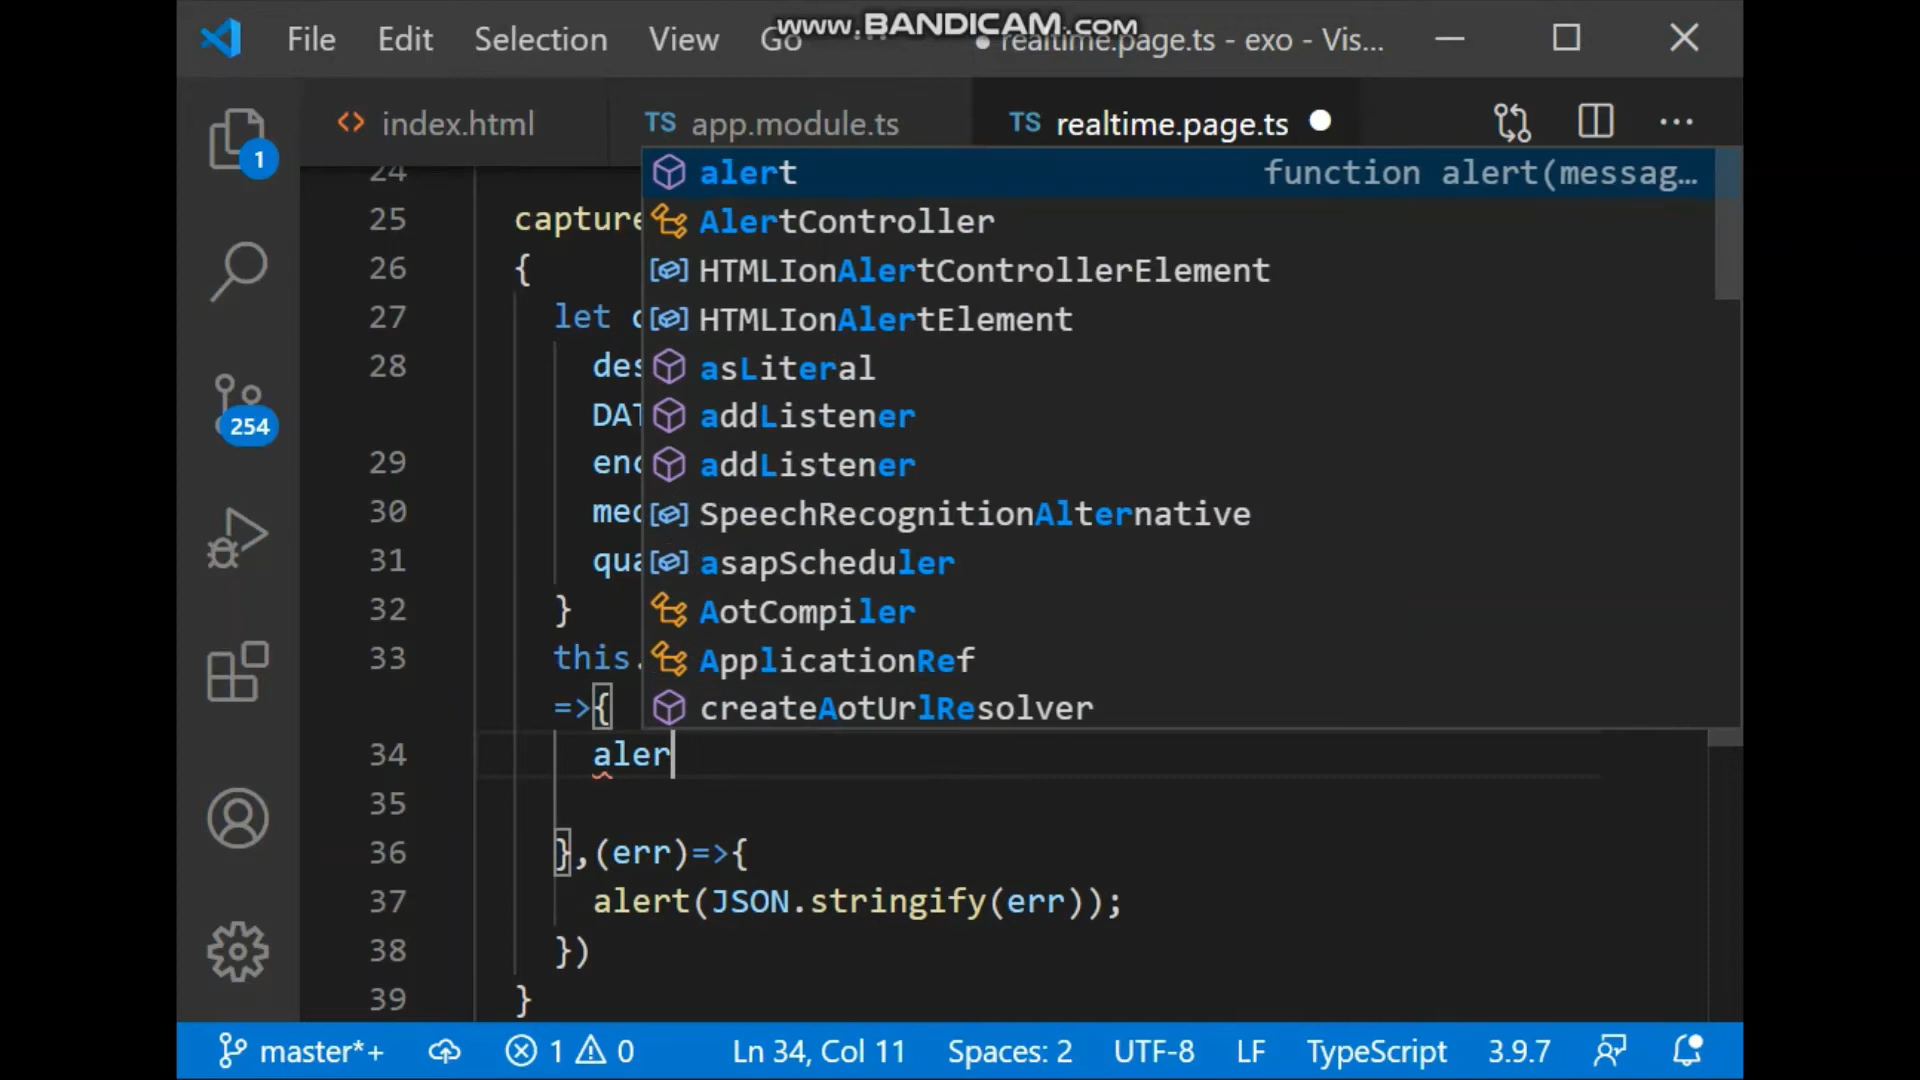 www.BANDICAM.com
File Edit Selection View Go ··· ● realtime.page.ts - exo - Vis...
index.html TS app.module.ts TS realtime.page.ts ●
1
254
24
alert function alert(messag…
25 capture
AlertController
26 {
HTMLIonAlertControllerElement
27 let
HTMLIonAlertElement
28 des
asLiteral
DAT
addListener
29 enc
addListener
30 med
SpeechRecognitionAlternative
31 qua
asapScheduler
32 }
AotCompiler
33 this.
ApplicationRef
=>{
createAotUrlResolver
34 aler
35
36 },(err)=>{
37 alert(JSON.stringify(err));
38 })
39 }
master*+ 1 0 Ln 34, Col 11 Spaces: 2 UTF-8 LF TypeScript 3.9.7